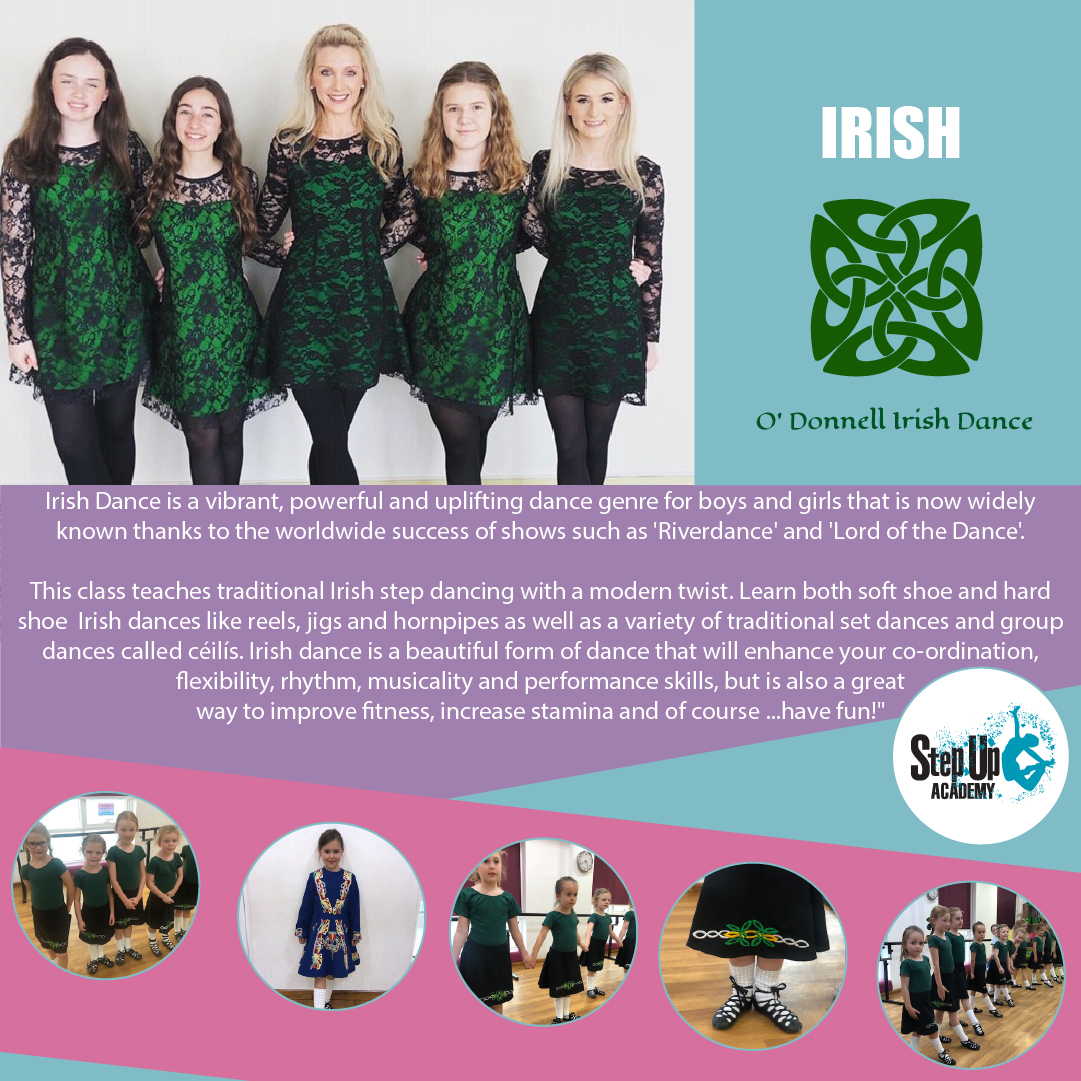 IRISH
O' Donnell Irish Dance
Irish Dance is a vibrant, powerful and uplifting dance genre for boys and girls that is now widely
known thanks to the worldwide success of shows such as 'Riverdance' and 'Lord of the Dance'.
This class teaches traditional Irish step dancing with a modern twist. Learn both soft shoe and hard
shoe  Irish dances like reels, jigs and hornpipes as well as a variety of traditional set dances and group
dances called céilís. Irish dance is a beautiful form of dance that will enhance your co-ordination,
flexibility, rhythm, musicality and performance skills, but is also a great
way to improve fitness, increase stamina and of course ...have fun!"
Step Up
ACADEMY